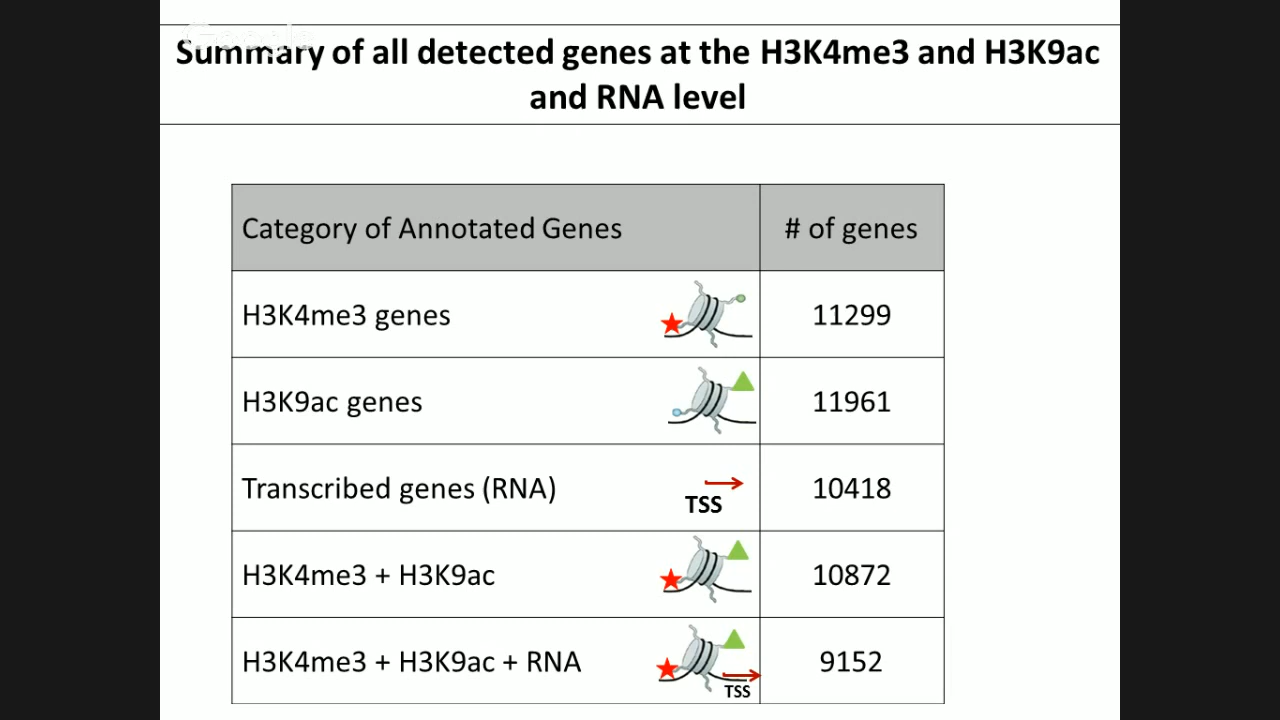 Google
Summary of all detected genes at the H3K4me3 and H3K9ac
and RNA level
Category of Annotated Genes # of genes
H3K4me3 genes 11299
H3K9ac genes 11961
Transcribed genes (RNA) TSS 10418
H3K4me3 + H3K9ac 10872
H3K4me3 + H3K9ac + RNA TSS 9152